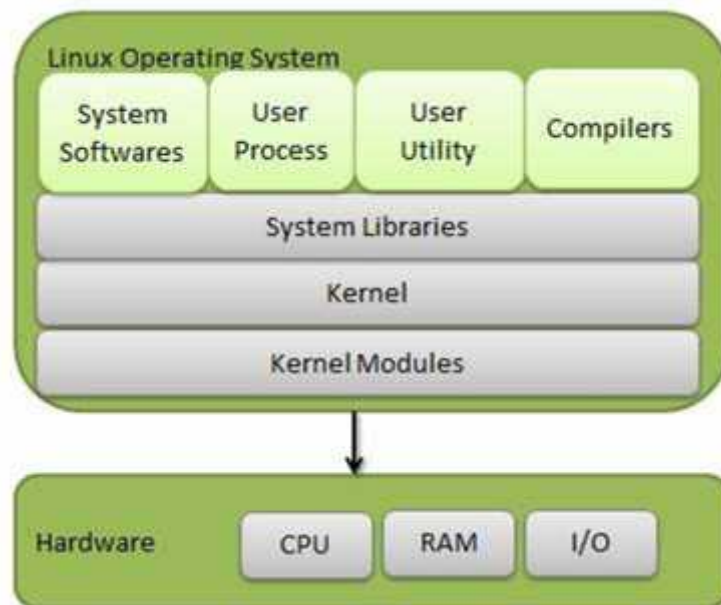 Linux Operating System
System
Softwares
User
Process
User
Utility
Compilers
System Libraries
Kernel
Kernel Modules
Hardware
CPU
RAM
I/O